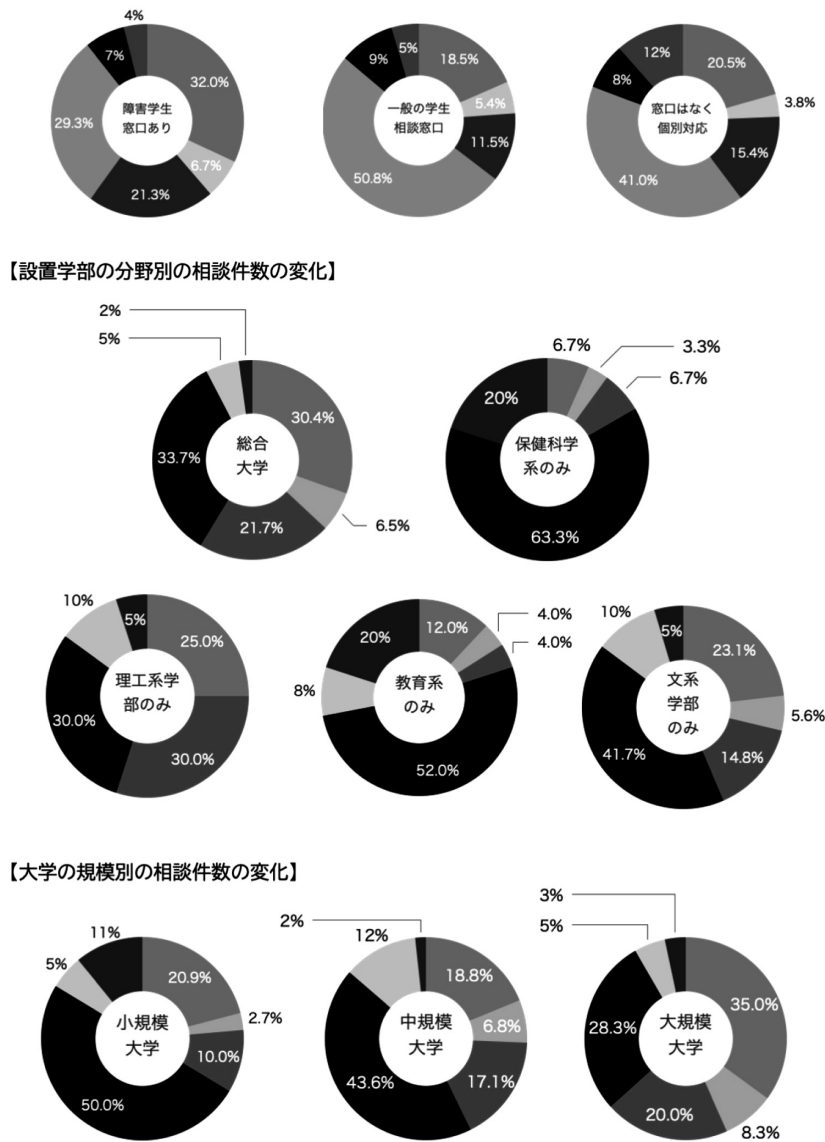 4%
7%
32.0%
障害学生
窓口あり
29.3%
6.7%
21.3%
5%
9%
18.5%
一般の学生
相談窓口
5.4%
11.5%
50.8%
12%
20.5%
8%
3.8%
窓口はなく
個別対応
15.4%
41.0%
【設置学部の分野別の相談件数の変化】
2%
5%
30.4%
総合
大学
33.7%
6.5%
21.7%
6.7%
3.3%
6.7%
20%
保健科学
系のみ
63.3%
10%
5%
25.0%
理工系学
部のみ
30.0%
30.0%
12.0%
4.0%
4.0%
20%
教育系
のみ
8%
52.0%
10%
5%
23.1%
文系
学部
のみ
5.6%
41.7%
14.8%
【大学の規模別の相談件数の変化】
11%
5%
20.9%
2.7%
小規模
大学
10.0%
50.0%
2%
12%
18.8%
中規模
大学
6.8%
43.6%
17.1%
3%
5%
35.0%
28.3%
大規模
大学
20.0%
8.3%